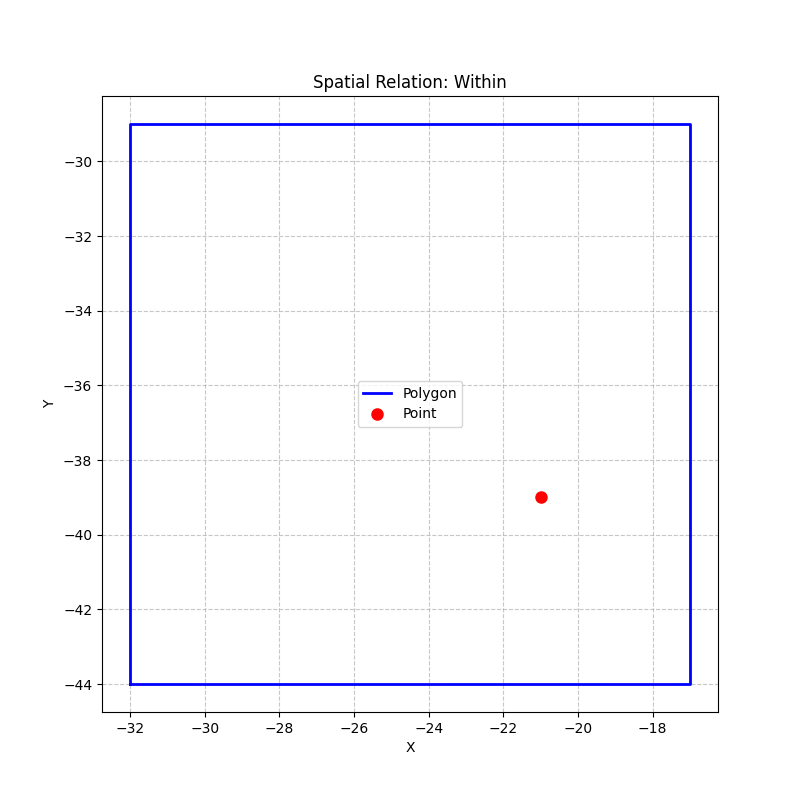 Spatial Relation: Within
Y
−30
−32
−34
−36
−38
−40
−42
−44
Polygon
Point
−32 −30 −28 −26 −24 −22 −20 −18
X